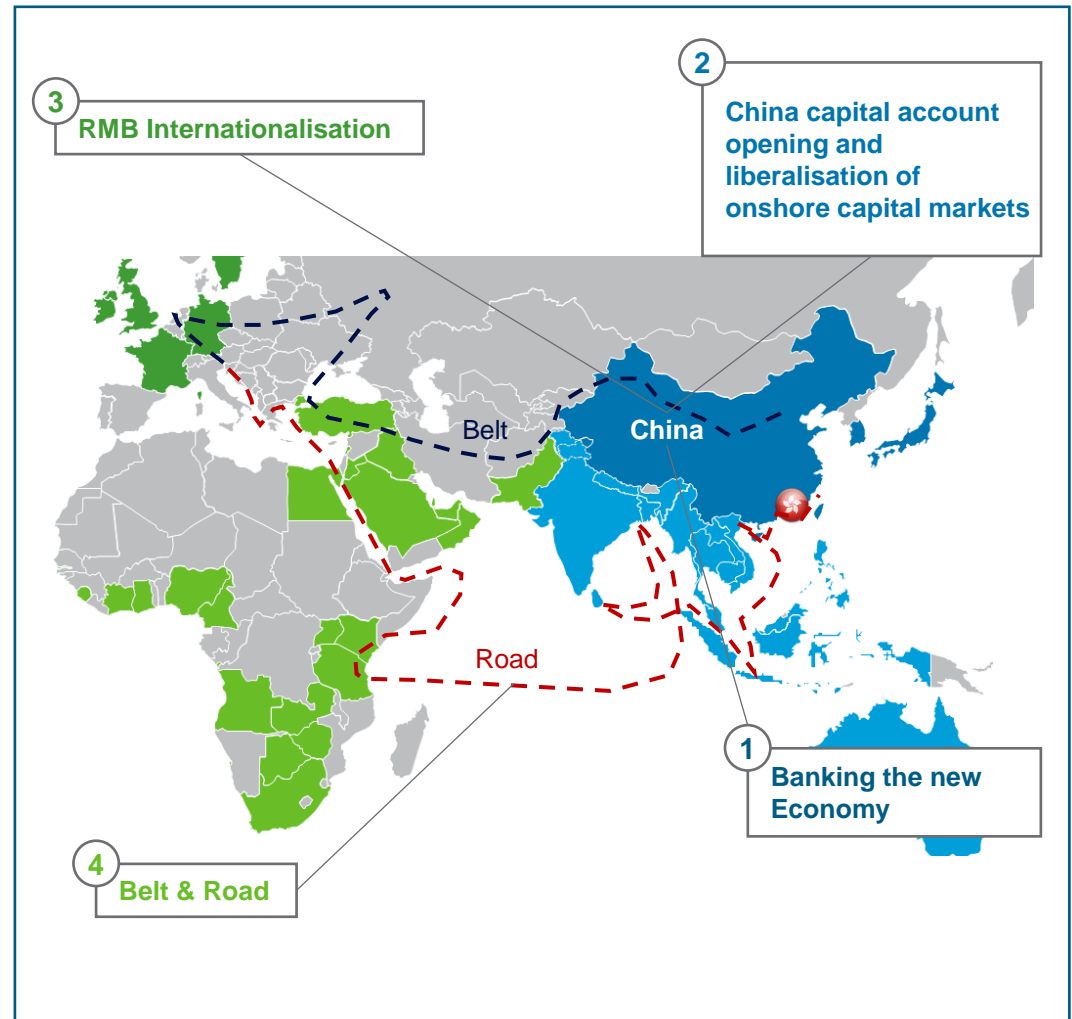 2
China capital account
opening and
liberalisation of
onshore capital markets
3
RMB Internationalisation
Belt
China
Road
1
Banking the new
Economy
4
Belt & Road